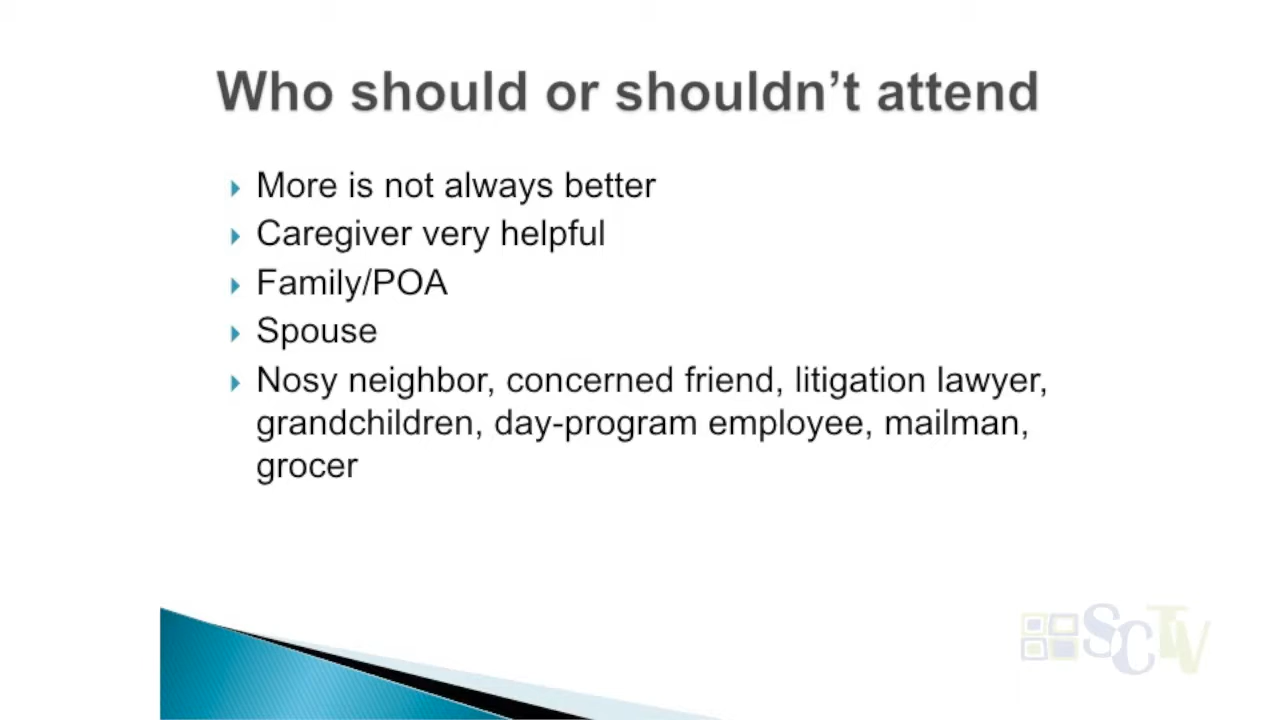 Who should or shouldn’t attend
More is not always better
Caregiver very helpful
Family/POA
Spouse
Nosy neighbor, concerned friend, litigation lawyer,
grandchildren, day-program employee, mailman,
grocer
SCTV